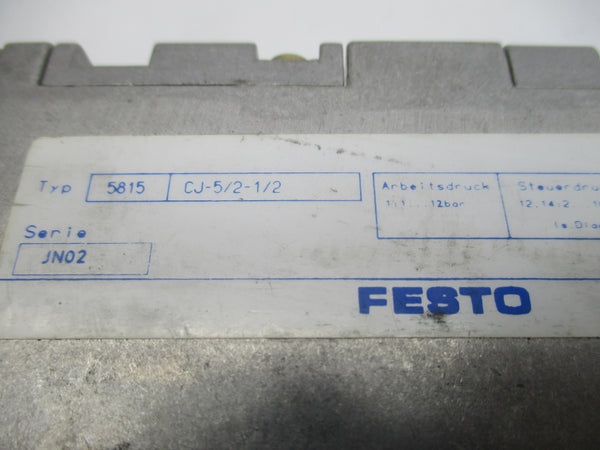 Typ 5815 CJ-5/2-1/2
Arbeitsdruck Steuerdru
...12bar 12,14:2...
Serie
JN02
FESTO